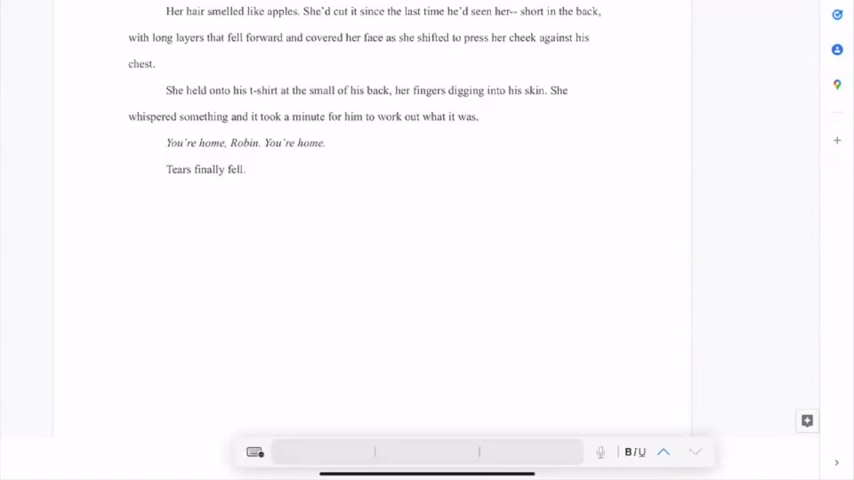 Her hair smelled like apples. She’d cut it since the last time he’d seen her-- short in the back,
with long layers that fell forward and covered her face as she shifted to press her cheek against his
chest.
She held onto his t-shirt at the small of his back, her fingers digging into his skin. She
whispered something and it took a minute for him to work out what it was.
You’re home, Robin. You’re home.
Tears finally fell.
B I U